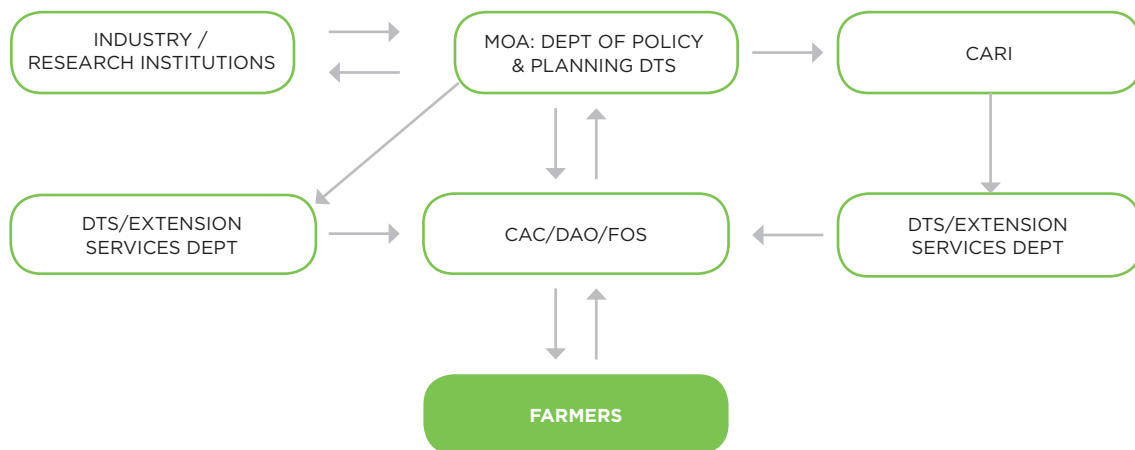 INDUSTRY /
RESEARCH INSTITUTIONS
MOA: DEPT OF POLICY
& PLANNING DTS
CARI
DTS/EXTENSION
SERVICES DEPT
CAC/DAO/FOS
DTS/EXTENSION
SERVICES DEPT
FARMERS